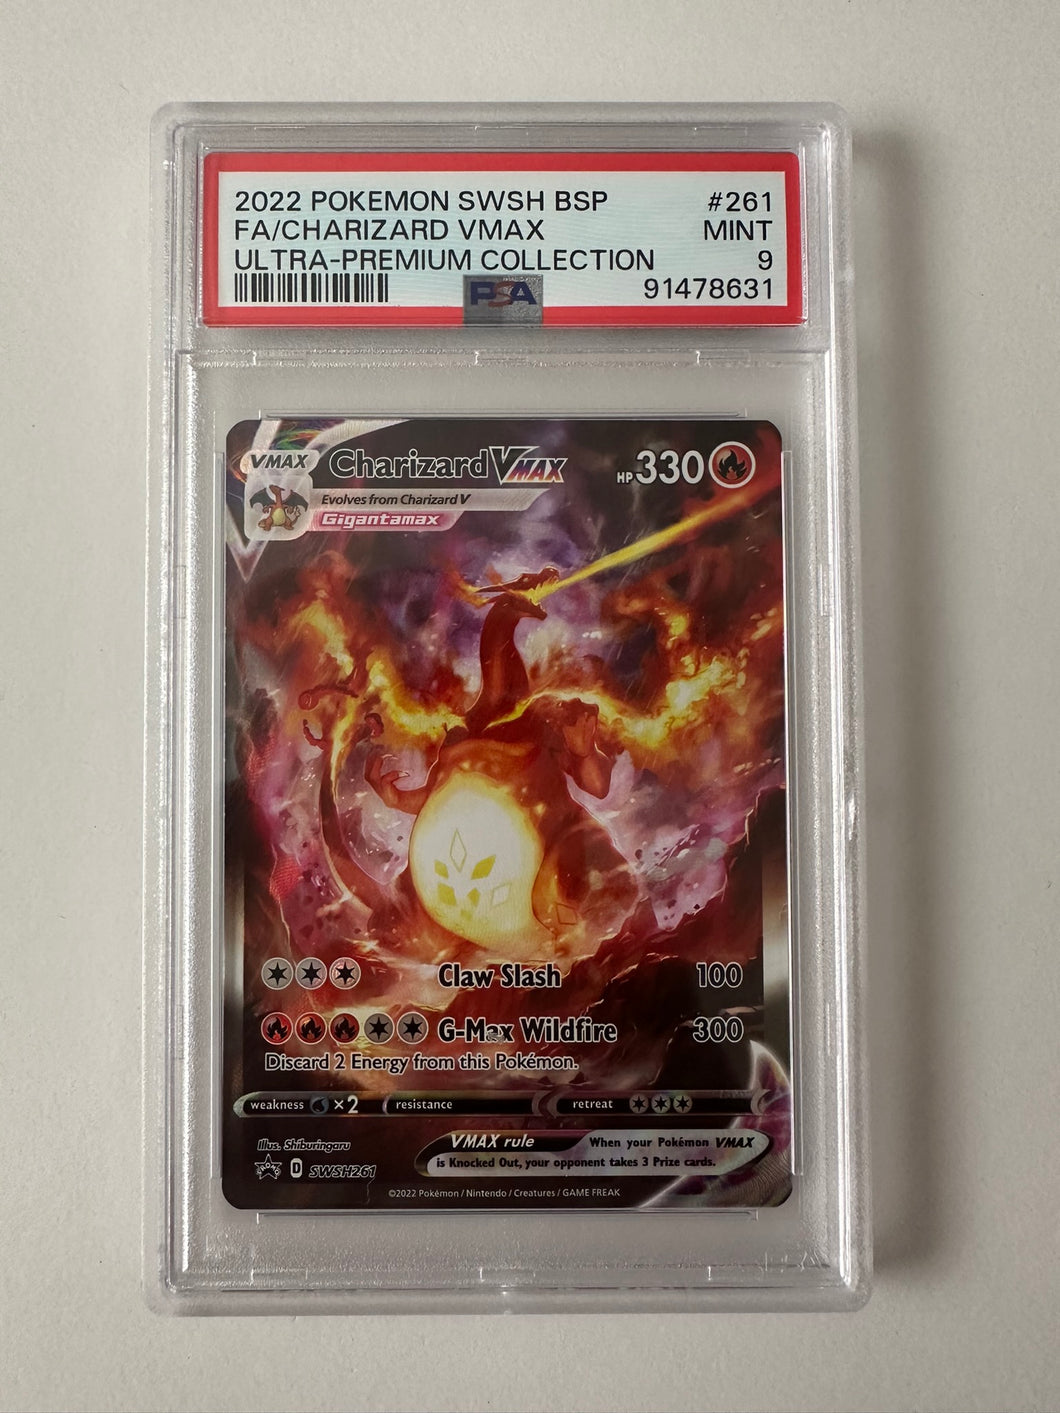 2022 POKEMON SWSH BSP #261
FA/CHARIZARD VMAX MINT
ULTRA-PREMIUM COLLECTION 9
PSA 91478631
VMAX Charizard VMAX HP 330
Evolves from Charizard V
Gigantamax
Claw Slash 100
G-Max Wildfire 300
Discard 2 Energy from this Pokémon.
weakness ×2 resistance retreat
Illus. Shiburingaru
PROMO D SWSH261
VMAX rule When your Pokémon VMAX
is Knocked Out, your opponent takes 3 Prize cards.
©2022 Pokémon / Nintendo / Creatures / GAME FREAK